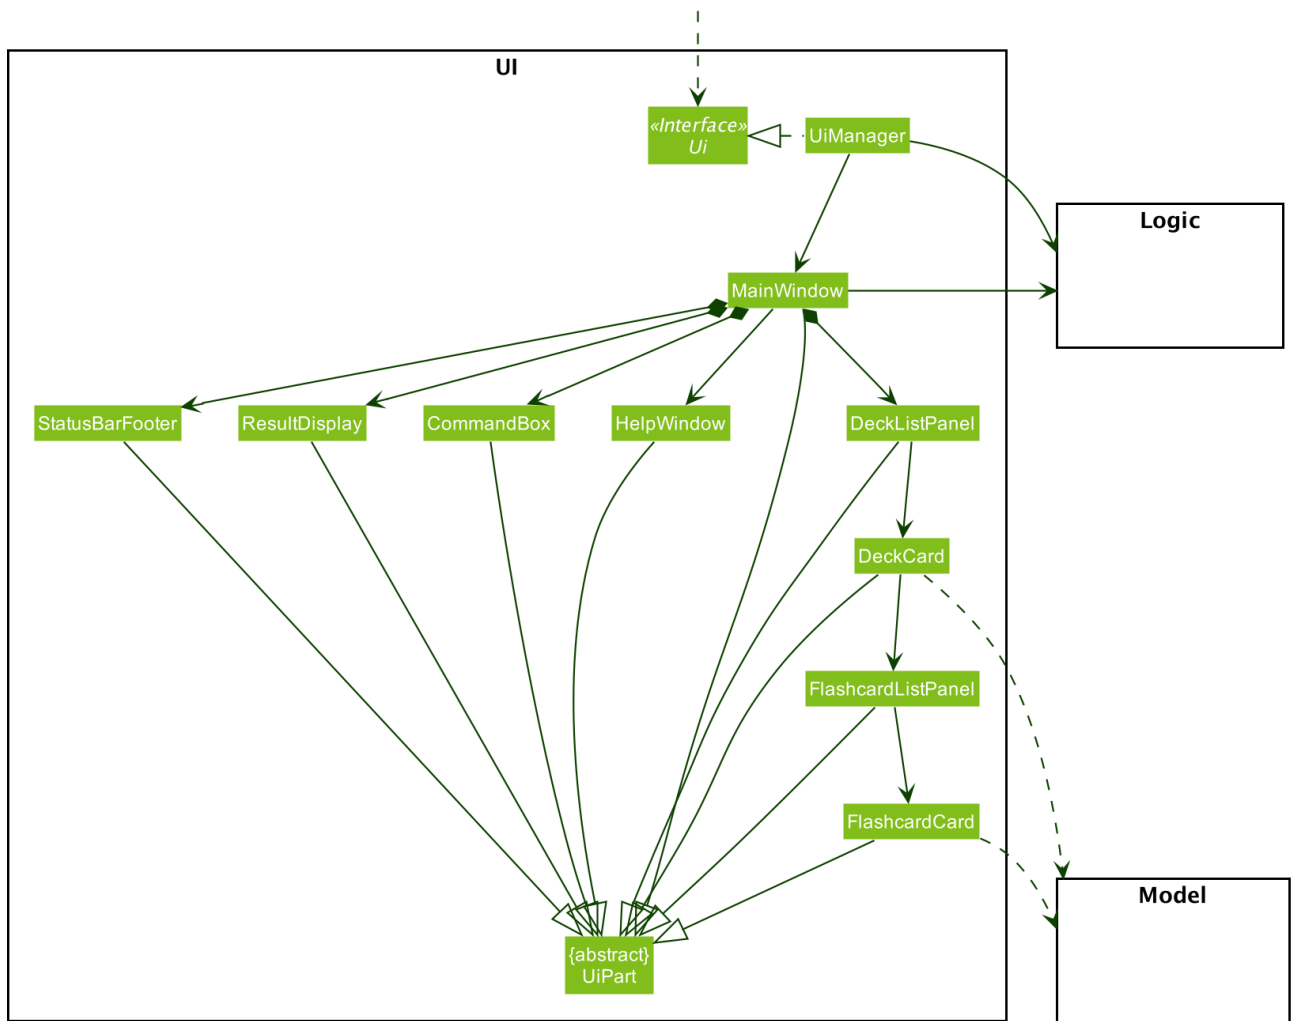 UI
«Interface»
Ui
UiManager
Logic
MainWindow
StatusBarFooter
ResultDisplay
CommandBox
HelpWindow
DeckListPanel
DeckCard
FlashcardListPanel
FlashcardCard
Model
{abstract}
UiPart